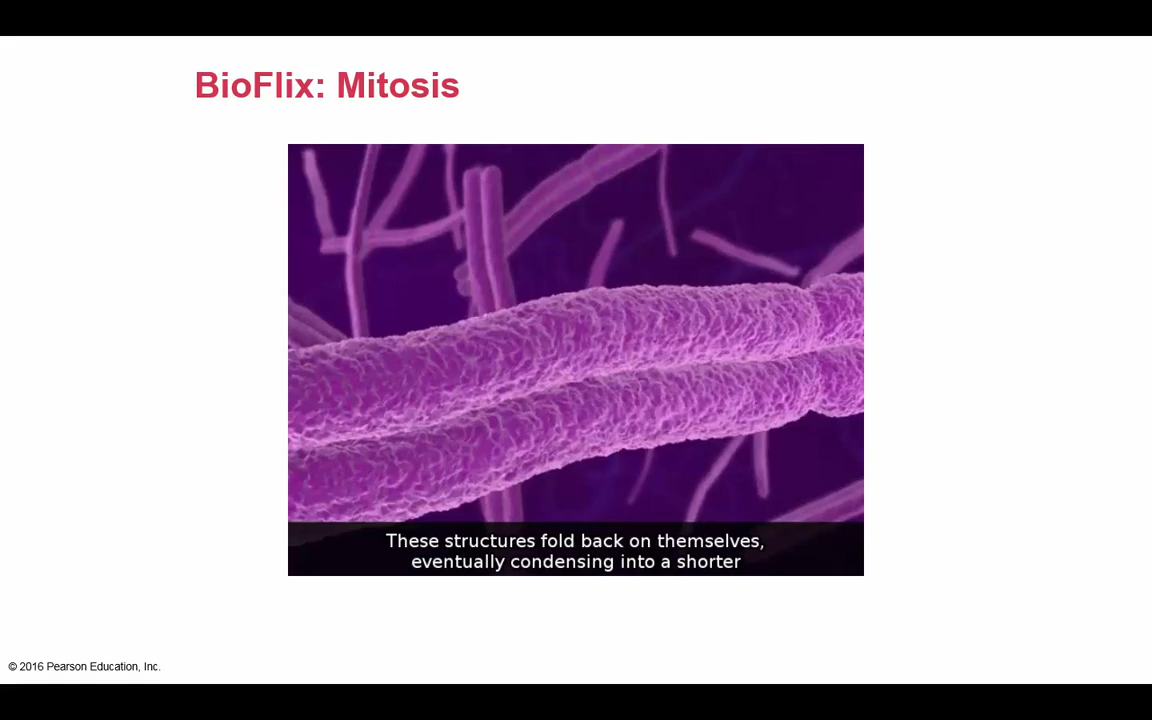 BioFlix: Mitosis
These structures fold back on themselves,
eventually condensing into a shorter
© 2016 Pearson Education, Inc.